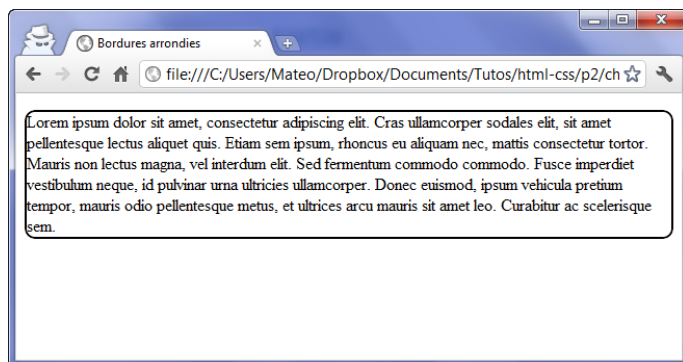 Bordures arrondies
file:///C:/Users/Mateo/Dropbox/Documents/Tutos/html-css/p2/ch
Lorem ipsum dolor sit amet, consectetur adipiscing elit. Cras ullamcorper sodales elit, sit amet
pellentesque lectus aliquet quis. Etiam sem ipsum, rhoncus eu aliquam nec, mattis consectetur tortor.
Mauris non lectus magna, vel interdum elit. Sed fermentum commodo commodo. Fusce imperdiet
vestibulum neque, id pulvinar urna ultricies ullamcorper. Donec euismod, ipsum vehicula pretium
tempor, mauris odio pellentesque metus, et ultrices arcu mauris sit amet leo. Curabitur ac scelerisque
sem.